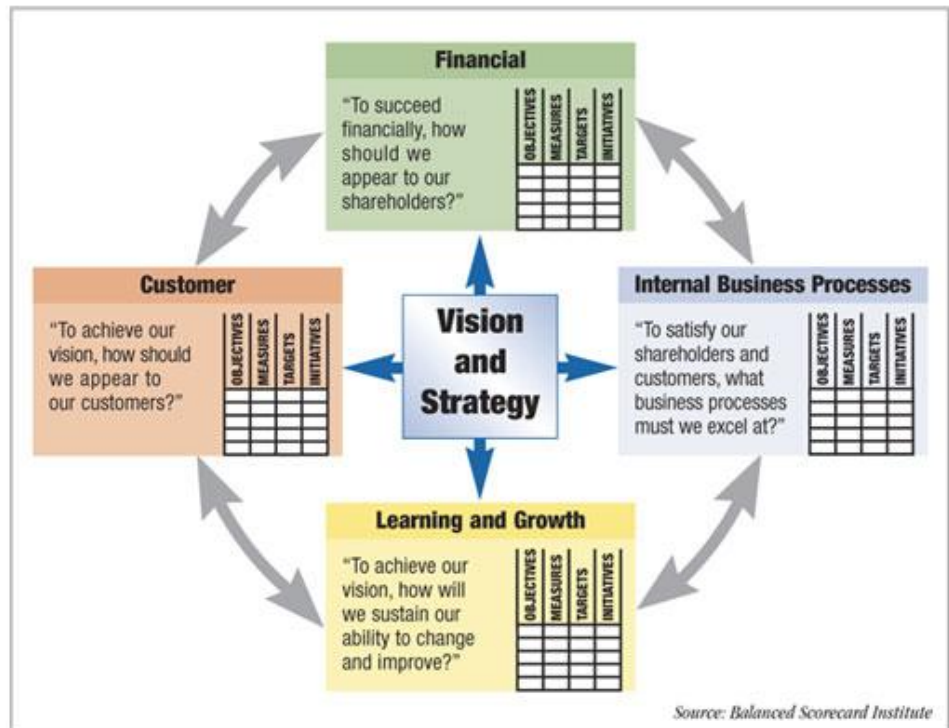 Financial
“To succeed
financially, how
should we
appear to our
shareholders?”
OBJECTIVES
MEASURES
TARGETS
INITIATIVES
Customer
“To achieve our
vision, how should
we appear to
our customers?”
OBJECTIVES
MEASURES
TARGETS
INITIATIVES
Vision
and
Strategy
Internal Business Processes
“To satisfy our
shareholders and
customers, what
business processes
must we excel at?”
OBJECTIVES
MEASURES
TARGETS
INITIATIVES
Learning and Growth
“To achieve our
vision, how will
we sustain our
ability to change
and improve?”
OBJECTIVES
MEASURES
TARGETS
INITIATIVES
Source: Balanced Scorecard Institute